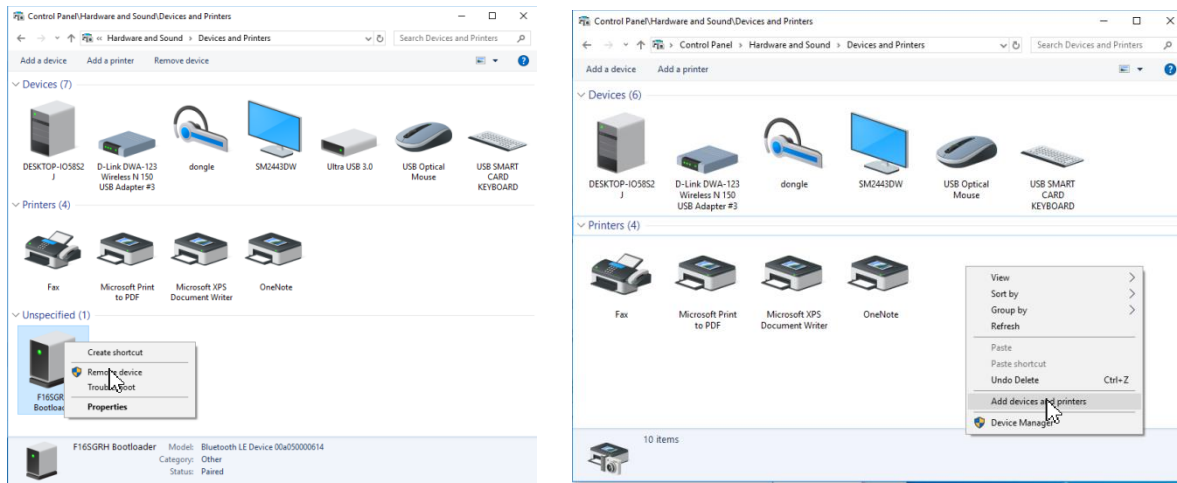 Control Panel\Hardware and Sound\Devices and Printers
« Hardware and Sound > Devices and Printers
Search Devices and Printers
Add a device Add a printer Remove device
Devices (7)
DESKTOP-IO58S2
J
D-Link DWA-123
Wireless N 150
USB Adapter #3
dongle
SM2443DW
Ultra USB 3.0
USB Optical
Mouse
USB SMART
CARD
KEYBOARD
Printers (4)
Fax
Microsoft Print
to PDF
Microsoft XPS
Document Writer
OneNote
Unspecified (1)
F16SGR
Bootloa
Create shortcut
Remove device
Troubleshoot
Properties
F16SGRH Bootloader Model: Bluetooth LE Device 00a050000614
Category: Other
Status: Paired
Control Panel\Hardware and Sound\Devices and Printers
> Control Panel > Hardware and Sound > Devices and Printers
Search Devices and Printers
Add a device Add a printer
Devices (6)
DESKTOP-IO58S2
J
D-Link DWA-123
Wireless N 150
USB Adapter #3
dongle
SM2443DW
USB Optical
Mouse
USB SMART
CARD
KEYBOARD
Printers (4)
Fax
Microsoft Print
to PDF
Microsoft XPS
Document Writer
OneNote
View
Sort by
Group by
Refresh
Paste
Paste shortcut
Undo Delete Ctrl+Z
Add devices and printers
Device Manager
10 items